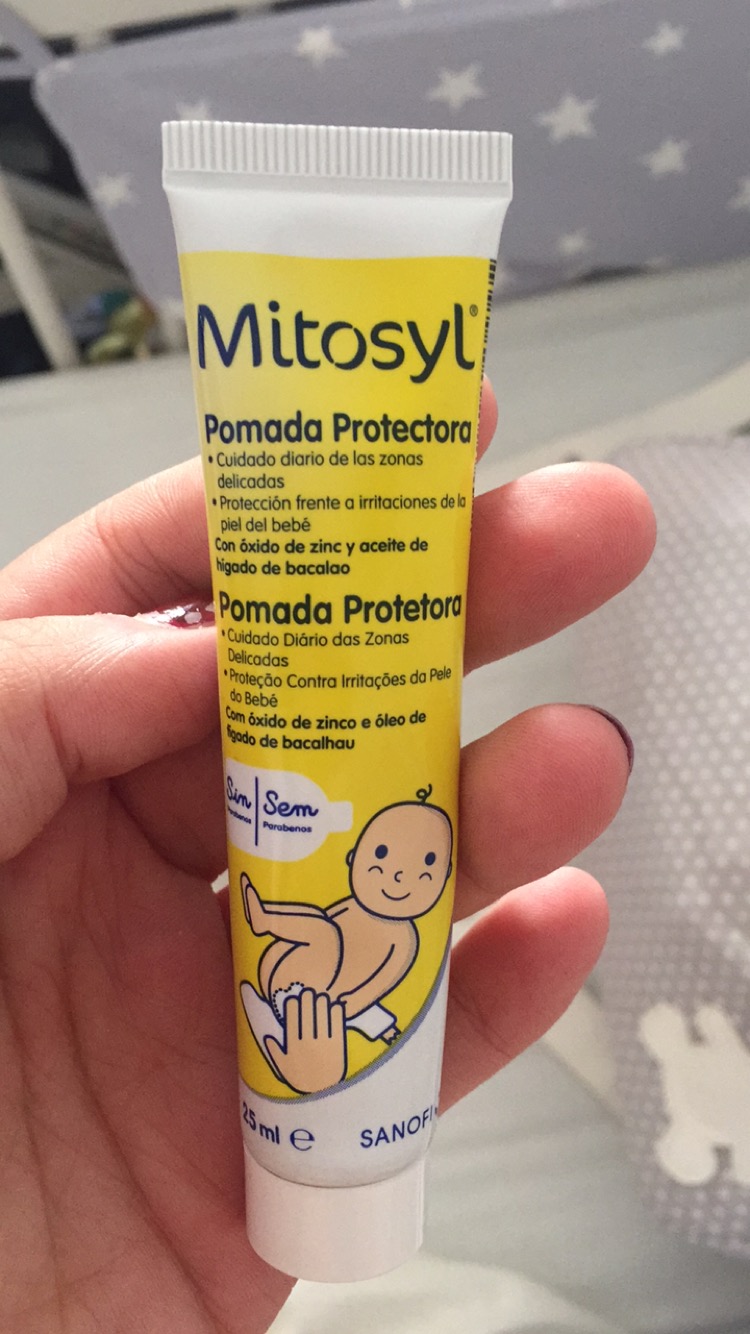 Mitosyl®
Pomada Protectora
• Cuidado diario de las zonas
delicadas
• Protección frente a irritaciones de la
piel del bebé
Con óxido de zinc y aceite de
hígado de bacalao
Pomada Protetora
• Cuidado Diário das Zonas
Delicadas
• Proteção Contra Irritações da Pele
do Bebé
Com óxido de zinco e óleo de
fígado de bacalhau
Sin Sem
Parabenos Parabenos
25 ml e SANOFI